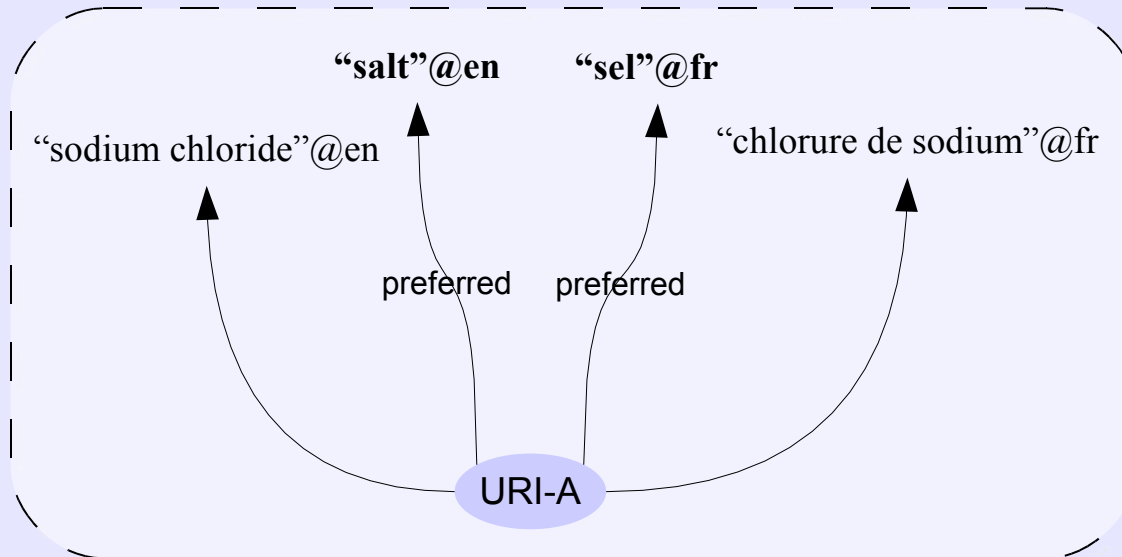 “salt”@en
“sel”@fr
“sodium chloride”@en
“chlorure de sodium”@fr
preferred
preferred
URI-A